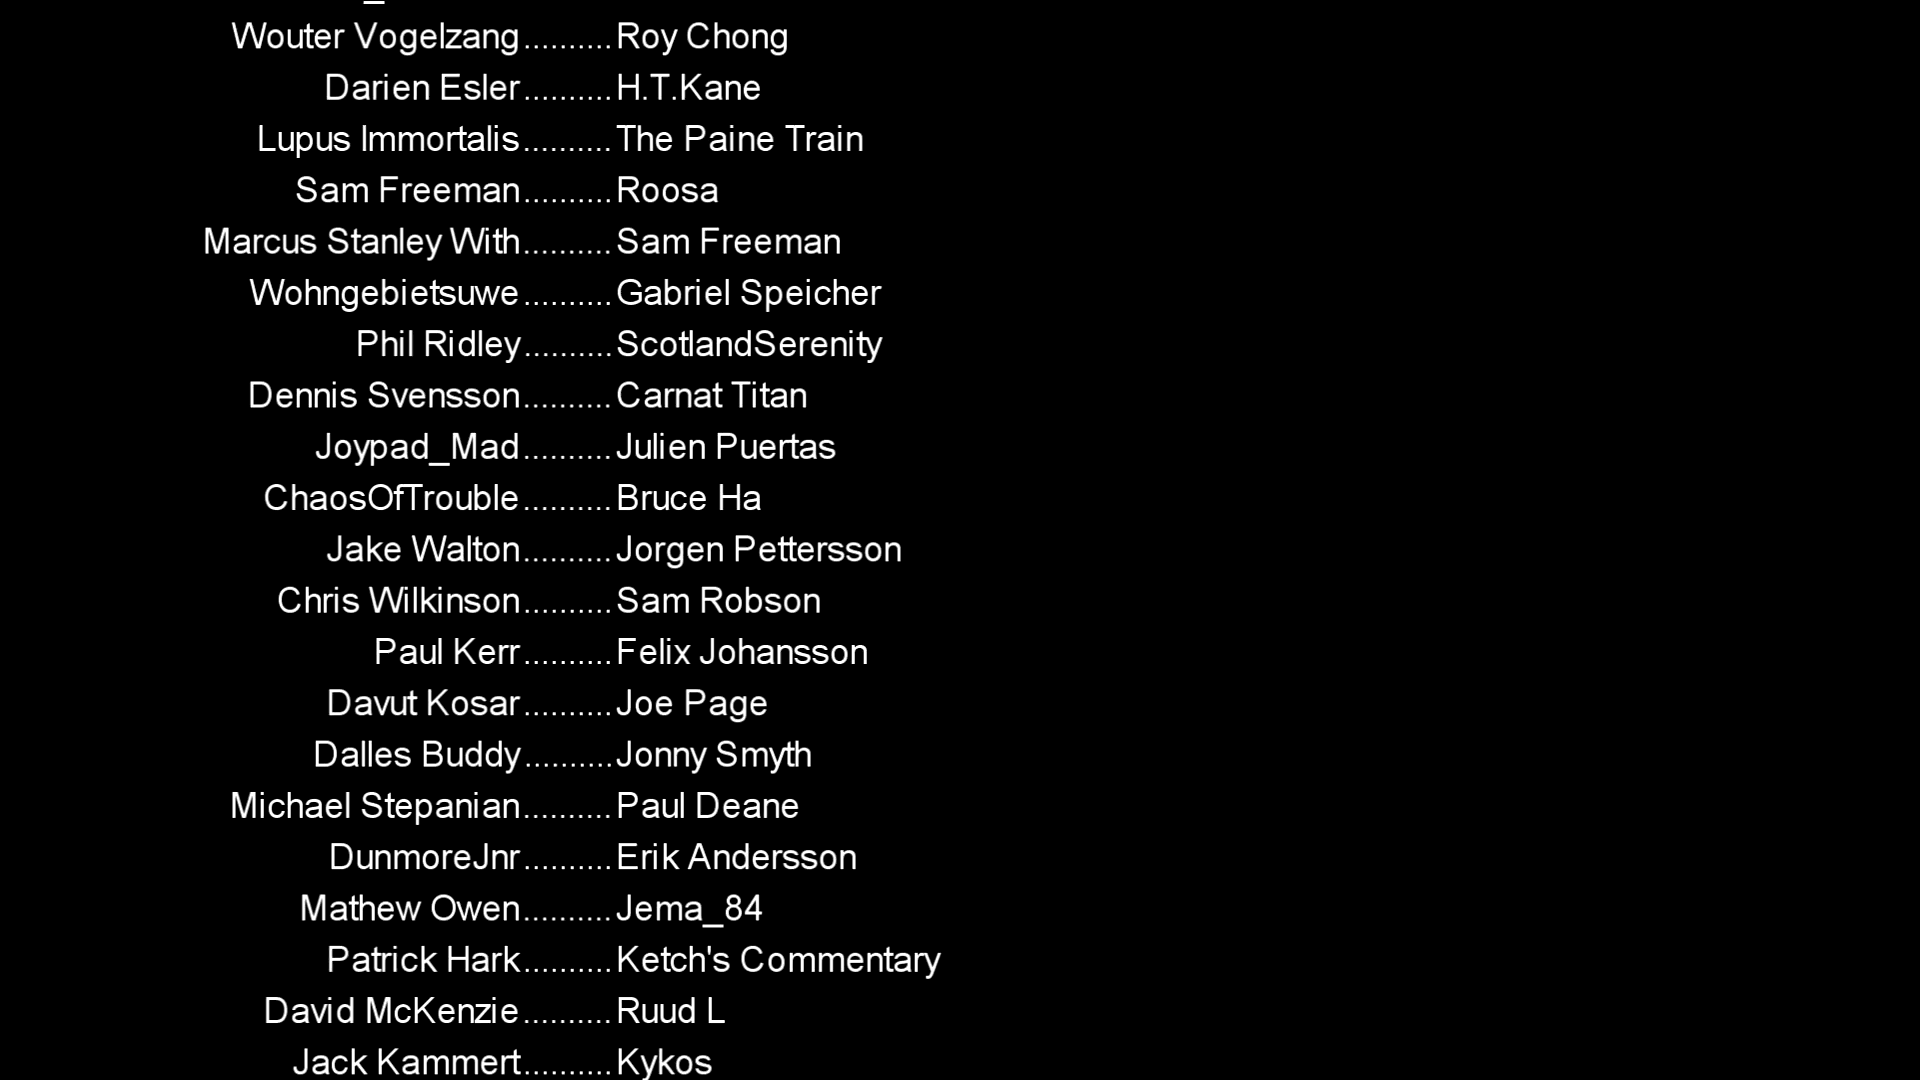 Wouter Vogelzang..........Roy Chong
Darien Esler..........H.T.Kane
Lupus Immortalis..........The Paine Train
Sam Freeman..........Roosa
Marcus Stanley With..........Sam Freeman
Wohngebietsuwe..........Gabriel Speicher
Phil Ridley..........ScotlandSerenity
Dennis Svensson..........Carnat Titan
Joypad_Mad..........Julien Puertas
ChaosOfTrouble..........Bruce Ha
Jake Walton..........Jorgen Pettersson
Chris Wilkinson..........Sam Robson
Paul Kerr..........Felix Johansson
Davut Kosar..........Joe Page
Dalles Buddy..........Jonny Smyth
Michael Stepanian..........Paul Deane
DunmoreJnr..........Erik Andersson
Mathew Owen..........Jema_84
Patrick Hark..........Ketch's Commentary
David McKenzie..........Ruud L
Jack Kammert..........Kykos